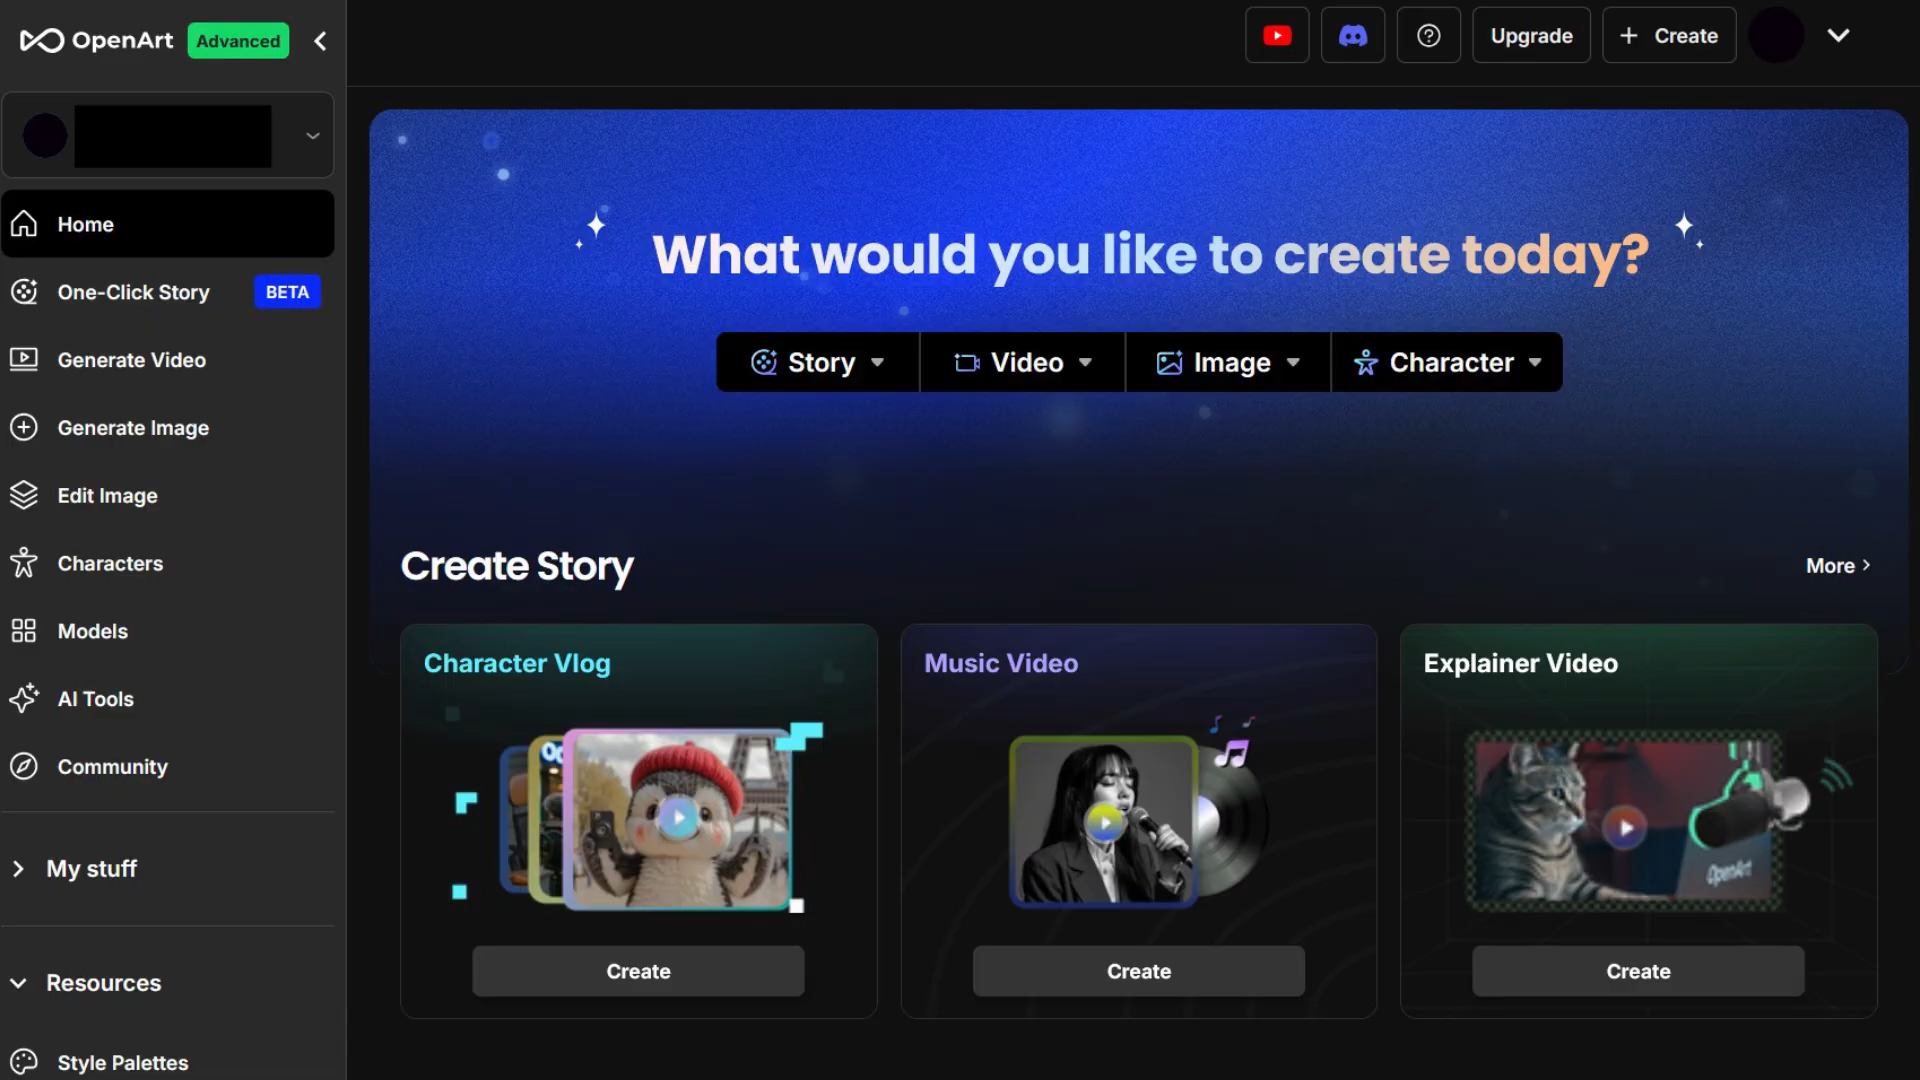 OpenArt Advanced
Upgrade
+ Create
Home
One-Click Story BETA
Generate Video
Generate Image
Edit Image
Characters
Models
AI Tools
Community
My stuff
Resources
Style Palettes
What would you like to create today?
Story Video Image Character
Create Story
More >
Character Vlog
Music Video
Explainer Video
OpenArt
Create
Create
Create